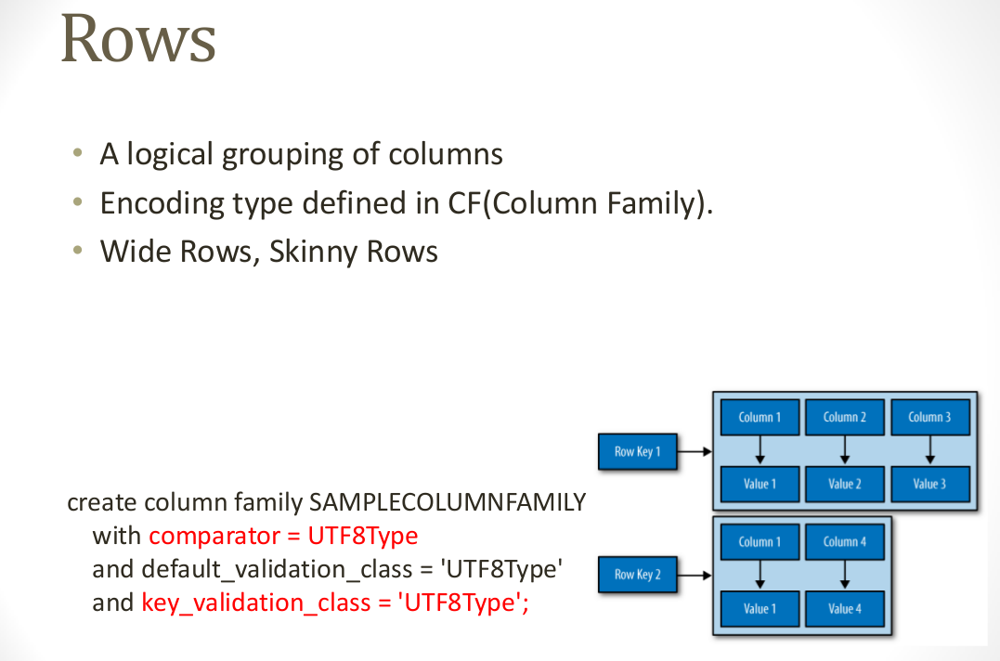 Rows
• A logical grouping of columns
• Encoding type defined in CF(Column Family).
• Wide Rows, Skinny Rows
create column family SAMPLECOLUMNFAMILY
with comparator = UTF8Type
and default_validation_class = 'UTF8Type'
and key_validation_class = 'UTF8Type';
Row Key 1
Column 1 Column 2 Column 3
Value 1 Value 2 Value 3
Row Key 2
Column 1 Column 4
Value 1 Value 4